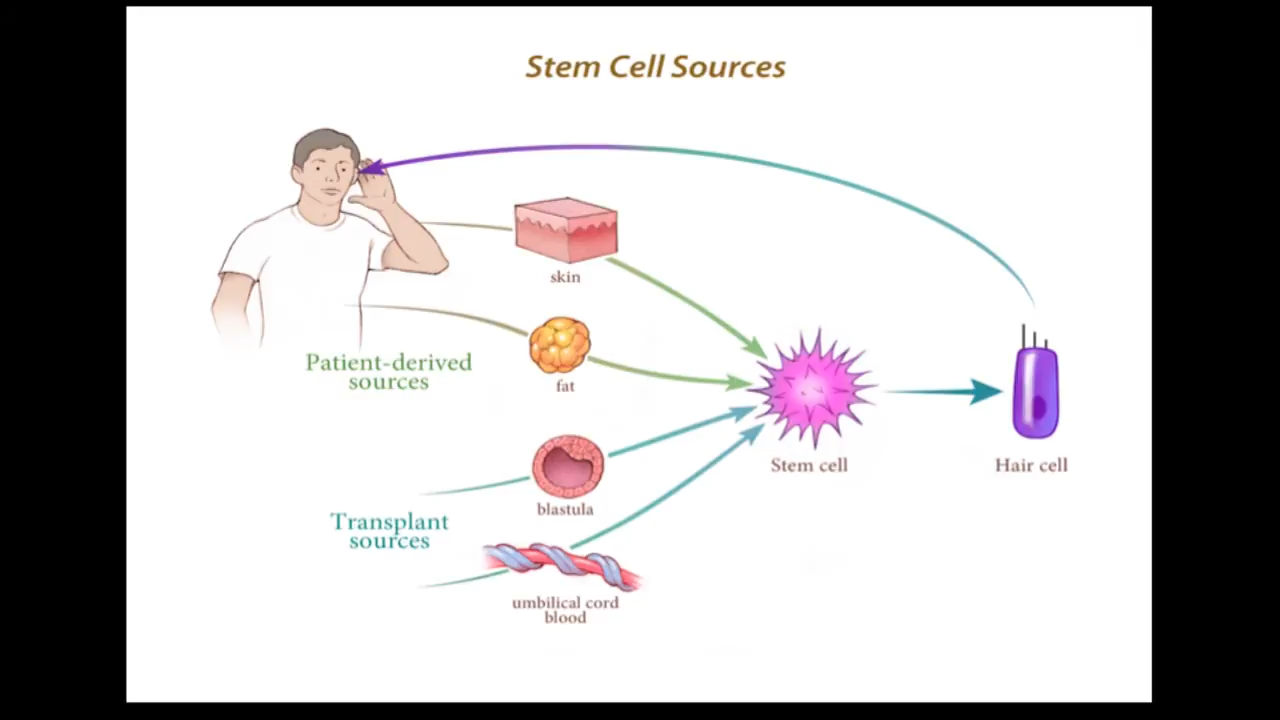 Stem Cell Sources
skin
Patient-derived
sources
fat
Stem cell
Hair cell
blastula
Transplant
sources
umbilical cord
blood